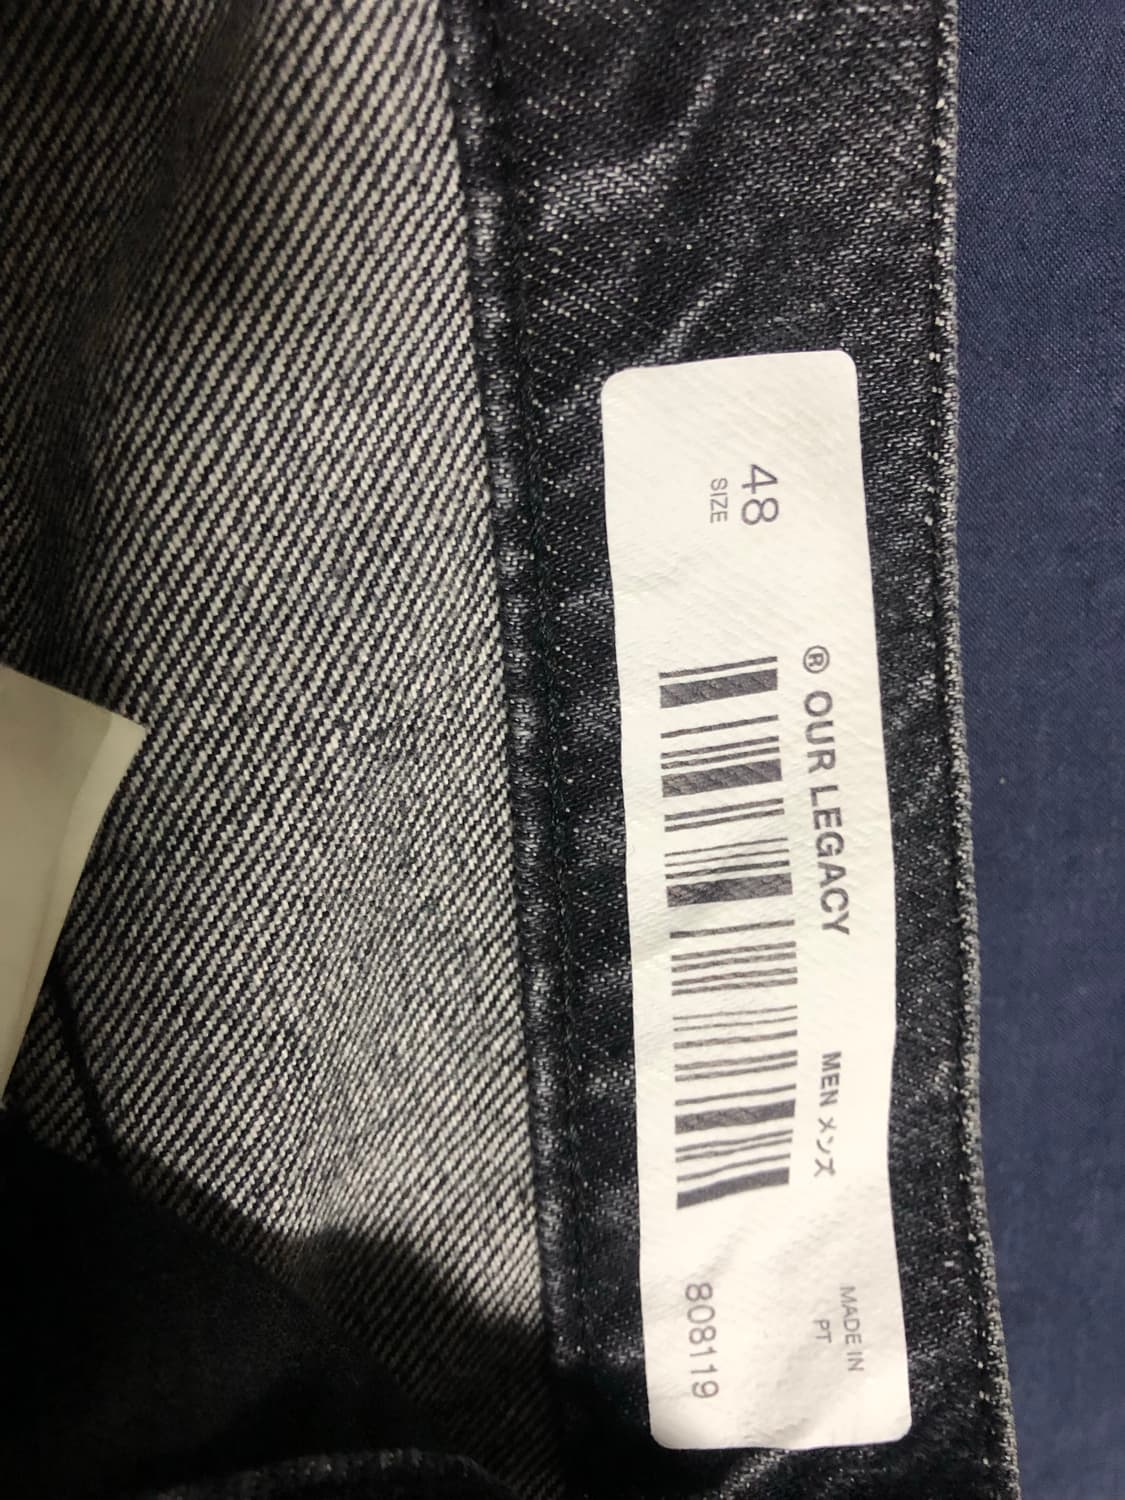 ® OUR LEGACY
MEN メンズ
MADE IN
PT
48
SIZE
808119